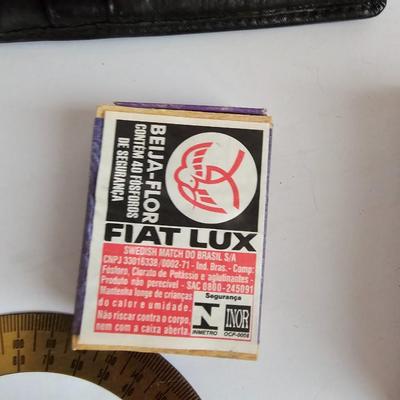 BEIJA-FLOR
CONTÉM 40 FÓSFOROS
DE SEGURANÇA
FIAT LUX
SWEDISH MATCH DO BRASIL S/A
CNPJ 33016338/0002-71 - Ind. Bras. - Comp:
Fósforo, Clorato de Potássio e aglutinantes -
Produto não perecível - SAC 0800-245091
Mantenha longe de crianças
do calor e umidade.
Não riscar contra o corpo,
nem com a caixa aberta.
Segurança
INMETRO
INOR
OCP-0004